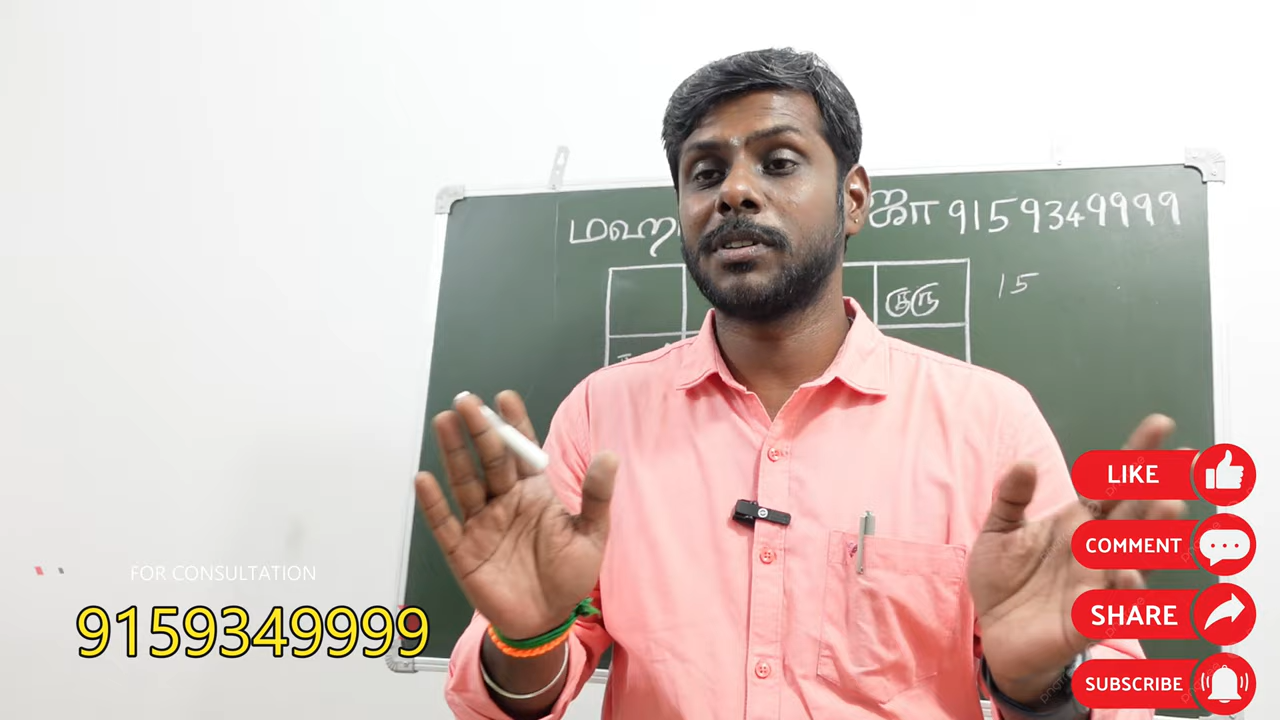 மஹா ஜா 9159349999
குரு 15
FOR CONSULTATION
9159349999
LIKE
COMMENT
SHARE
SUBSCRIBE